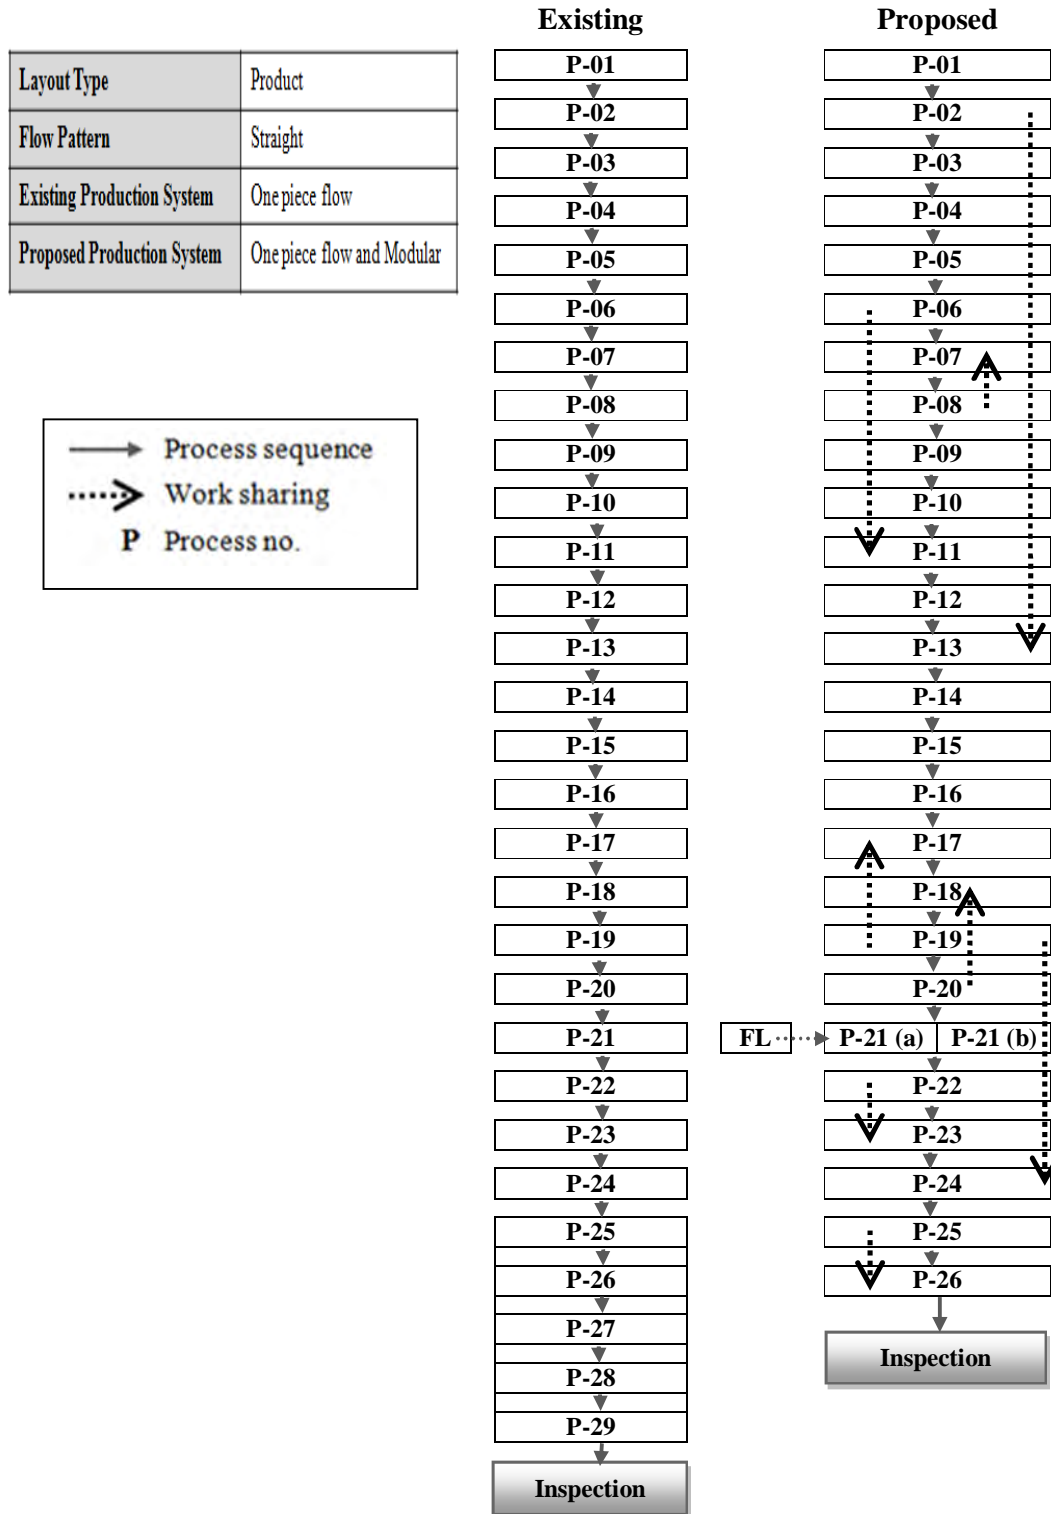 Existing
Proposed
Layout Type Product
Flow Pattern Straight
Existing Production System One piece flow
Proposed Production System One piece flow and Modular
Process sequence
Work sharing
P Process no.
P-01
P-02
P-03
P-04
P-05
P-06
P-07
P-08
P-09
P-10
P-11
P-12
P-13
P-14
P-15
P-16
P-17
P-18
P-19
P-20
P-21
P-22
P-23
P-24
P-25
P-26
P-27
P-28
P-29
Inspection
P-01
P-02
P-03
P-04
P-05
P-06
P-07
P-08
P-09
P-10
P-11
P-12
P-13
P-14
P-15
P-16
P-17
P-18
P-19
P-20
FL P-21 (a) P-21 (b)
P-22
P-23
P-24
P-25
P-26
Inspection